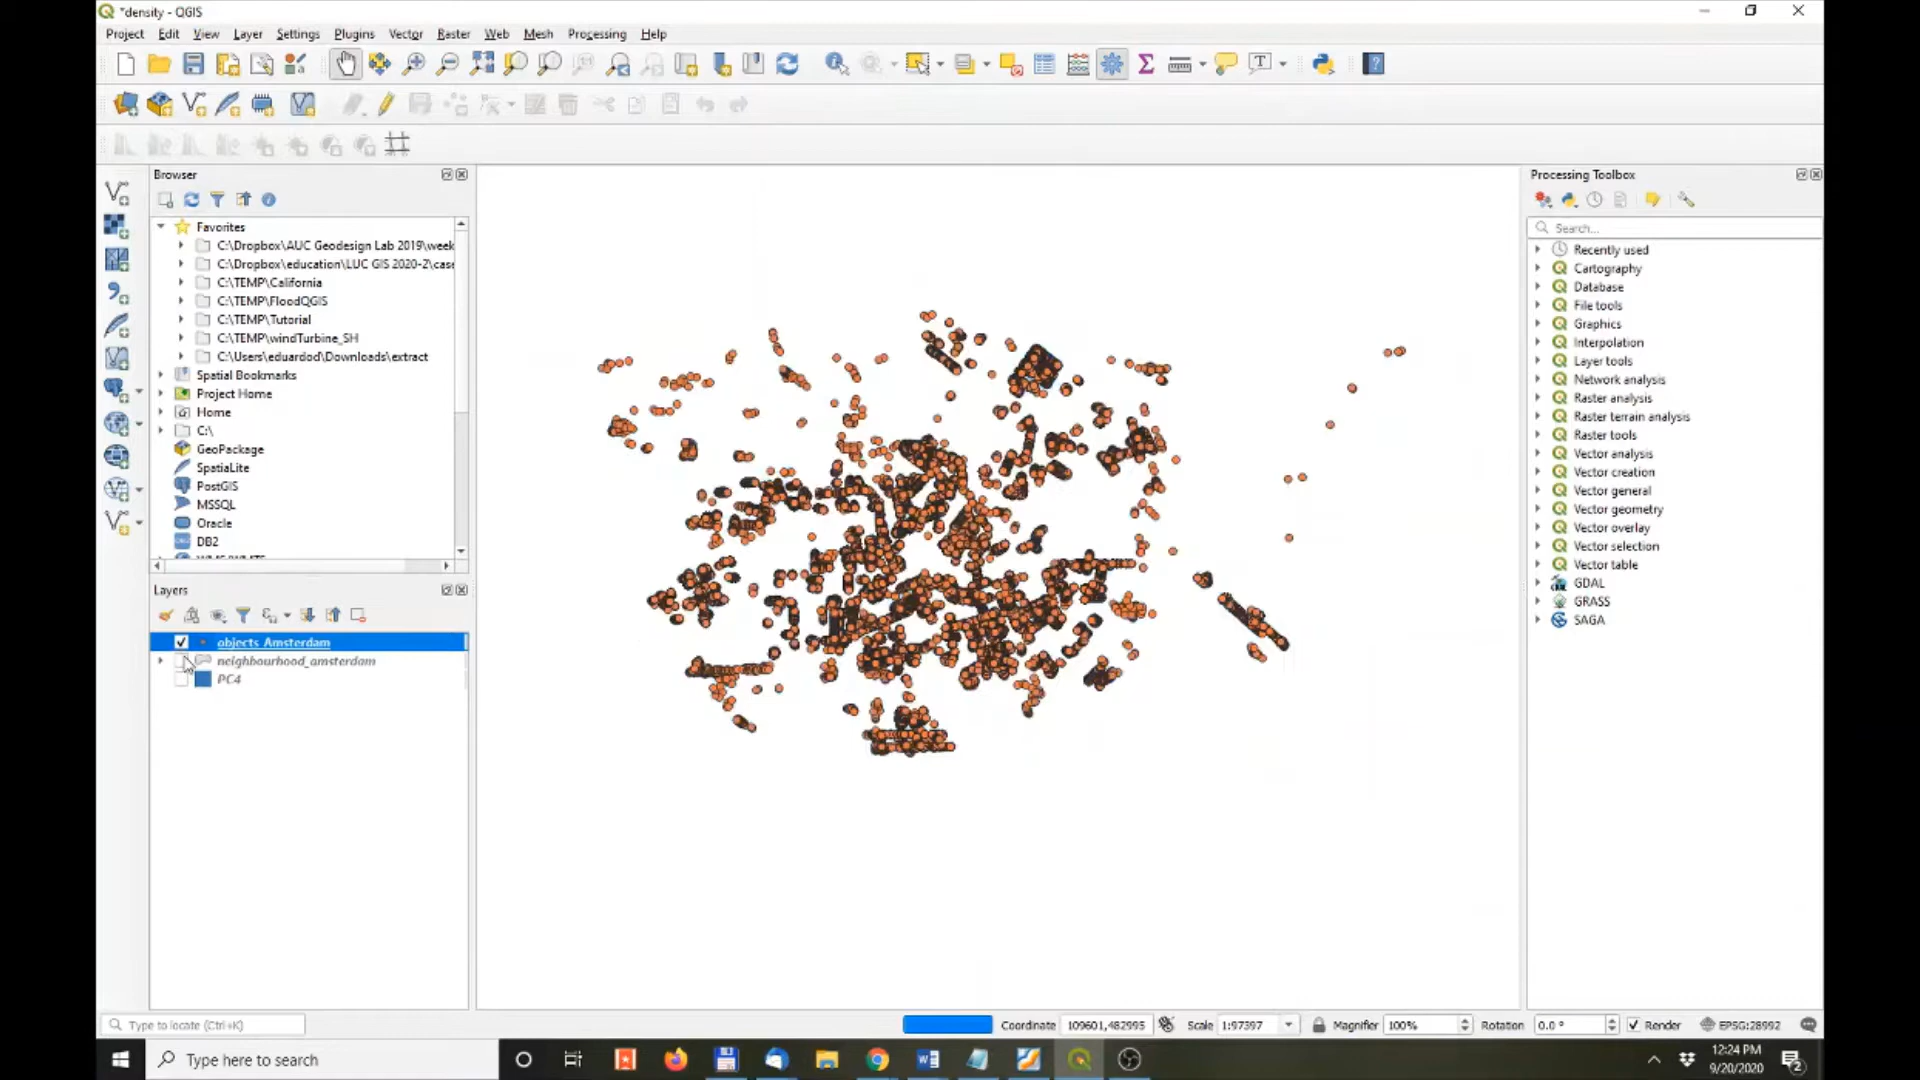 *density - QGIS
Project Edit View Layer Settings Plugins Vector Raster Web Mesh Processing Help
Browser
Favorites
C:\Dropbox\AUC Geodesign Lab 2019\week
C:\Dropbox\education\LUC GIS 2020-2\case
C:\TEMP\California
C:\TEMP\FloodQGIS
C:\TEMP\Tutorial
C:\TEMP\windTurbine_SH
C:\Users\eduardod\Downloads\extract
Spatial Bookmarks
Project Home
Home
C:\
GeoPackage
SpatiaLite
PostGIS
MSSQL
Oracle
DB2
Layers
objects Amsterdam
neighbourhood_amsterdam
PC4
Processing Toolbox
Search...
Recently used
Cartography
Database
File tools
Graphics
Interpolation
Layer tools
Network analysis
Raster analysis
Raster terrain analysis
Raster tools
Vector analysis
Vector creation
Vector general
Vector geometry
Vector overlay
Vector selection
Vector table
GDAL
GRASS
SAGA
Type to locate (Ctrl+K)
Coordinate 109601,482995 Scale 1:97397 Magnifier 100% Rotation 0.0 ° Render EPSG:28992
Type here to search
12:24 PM
9/20/2020
2